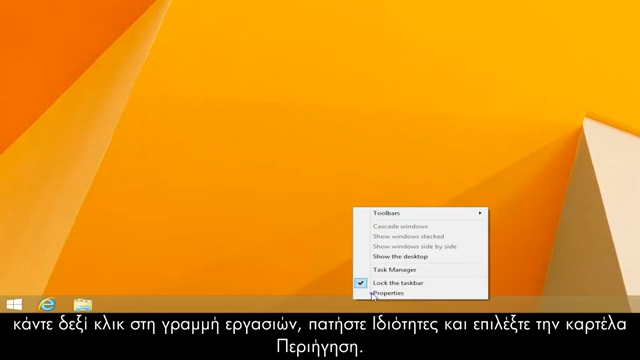 Toolbars
Cascade windows
Show windows stacked
Show windows side by side
Show the desktop
Task Manager
Lock the taskbar
Properties
κάντε δεξί κλικ στη γραμμή εργασιών, πατήστε Ιδιότητες και επιλέξτε την καρτέλα
Περιήγηση.